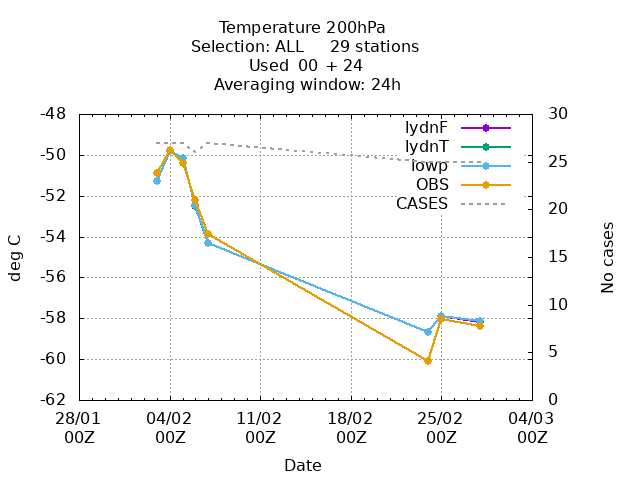 Temperature 200hPa
Selection: ALL     29 stations
Used  00  + 24
Averaging window: 24h
-48
-50
-52
-54
-56
-58
-60
-62
30
25
20
15
10
5
0
deg C
No cases
lydnF
lydnT
iowp
OBS
CASES
28/01 04/02 11/02 18/02 25/02 04/03
00Z 00Z 00Z 00Z 00Z 00Z
Date